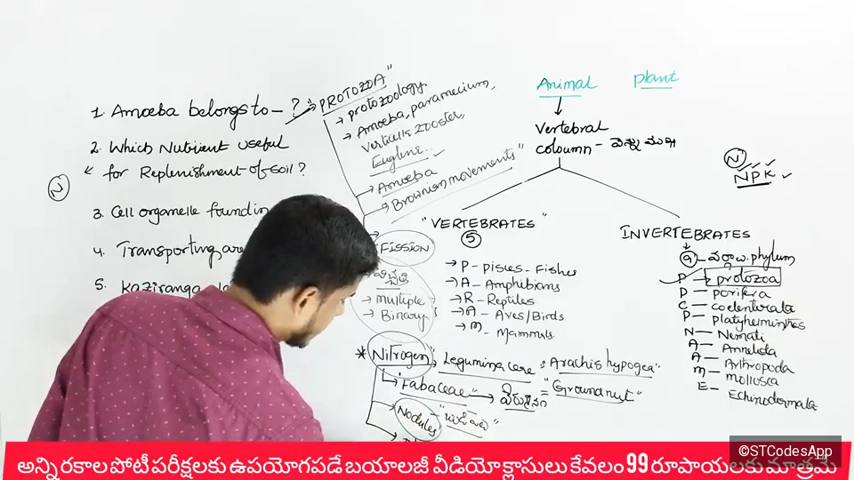 1. Amoeba belongs to – ?
2. Which Nutrient useful
for Replenishment of soil?
3. Cell organelle found in
4. Transporting are
5. Kaziranga
N
"PROTOZOA"
→ protozoology
→ Amoeba, paramecium,
Euglene..
→ Amoeba
→ Brownian movements"
FISSION
→ multiple
→ Binary
* Nitrogen
Leguminaceae : Arachis hypogea"
Fabaceae
= "Groundnut"
Nodules
Animal plant
Vertebral
coloumn – వెన్నుముక
"VERTEBRATES"
5
→ P – Pisces – Fishes
→ A – Amphibians
→ R – Reptiles
→ A – Aves/Birds
→ M – Mammals
N
NPK
INVERTEBRATES
9 – వర్గాలు phylum
P → protozoa
P – porifera
C – coelenterata
P – platyhelminthes
N – Nemati
A – Annelida
A – Arthropoda
M – Mollusca
E – Echinodermata
©STCodesApp
అన్ని రకాల పోటీ పరీక్షలకు ఉపయోగపడే బయాలజీ వీడియో క్లాసులు కేవలం 99 రూపాయలకు మాత్రమే